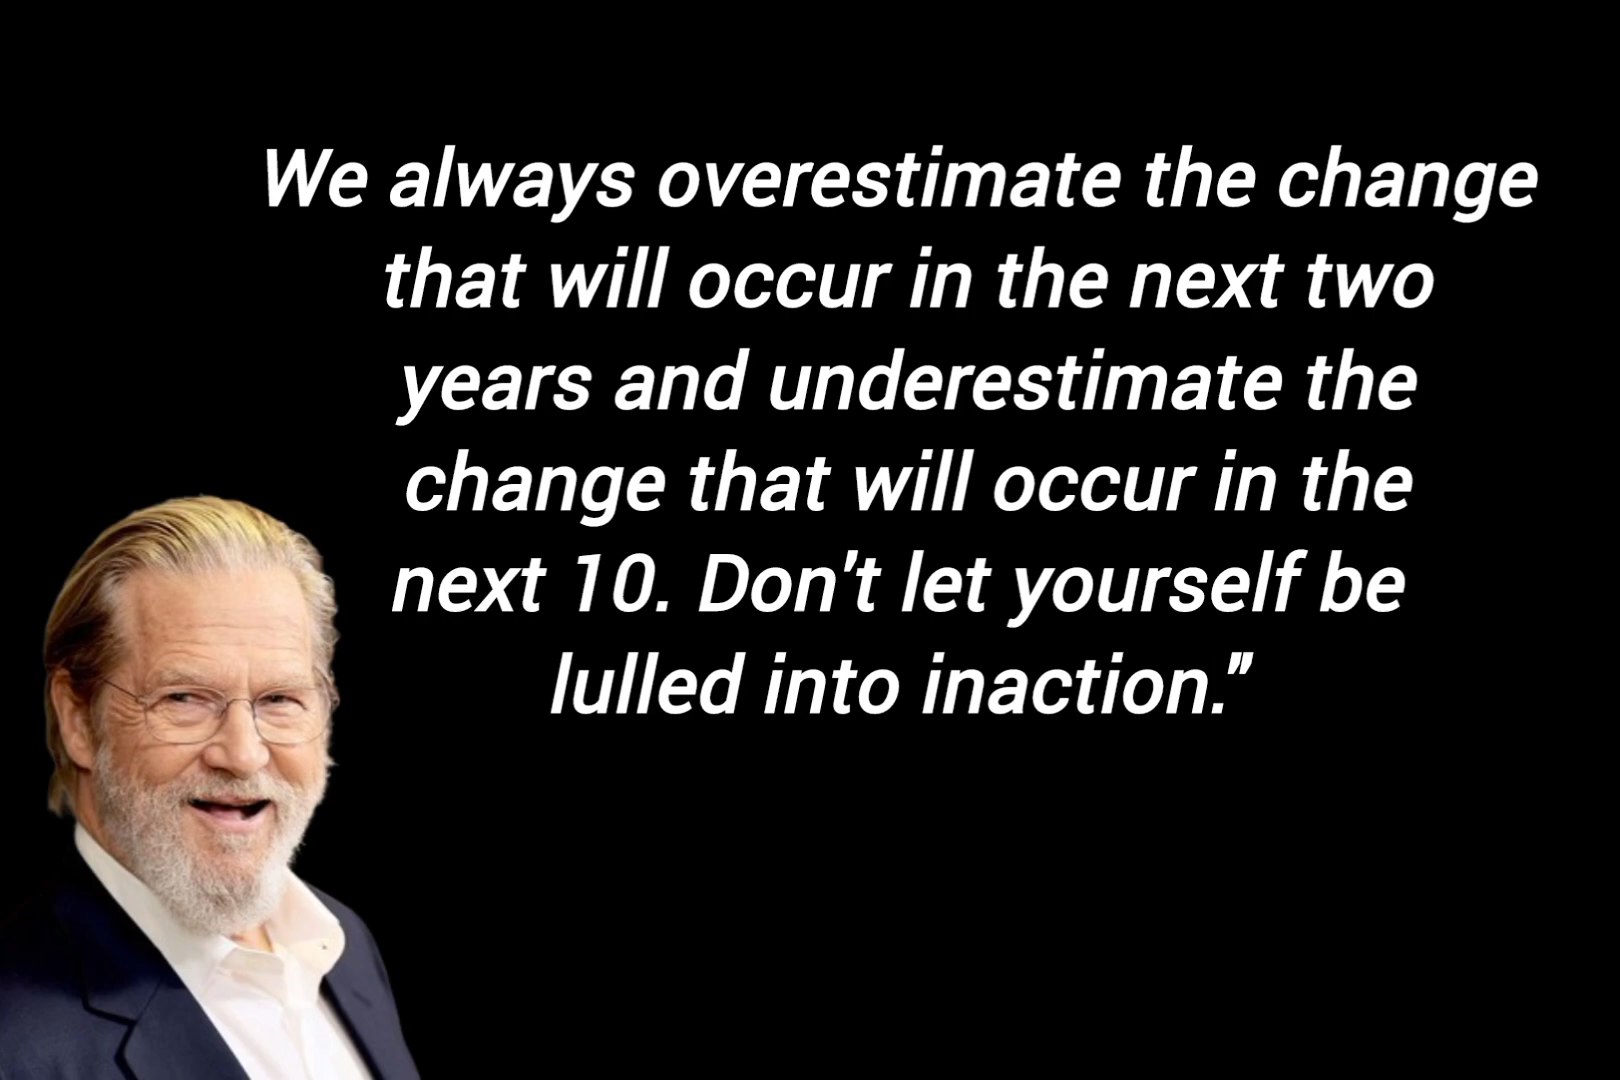 We always overestimate the change
that will occur in the next two
years and underestimate the
change that will occur in the
next 10. Don't let yourself be
lulled into inaction."